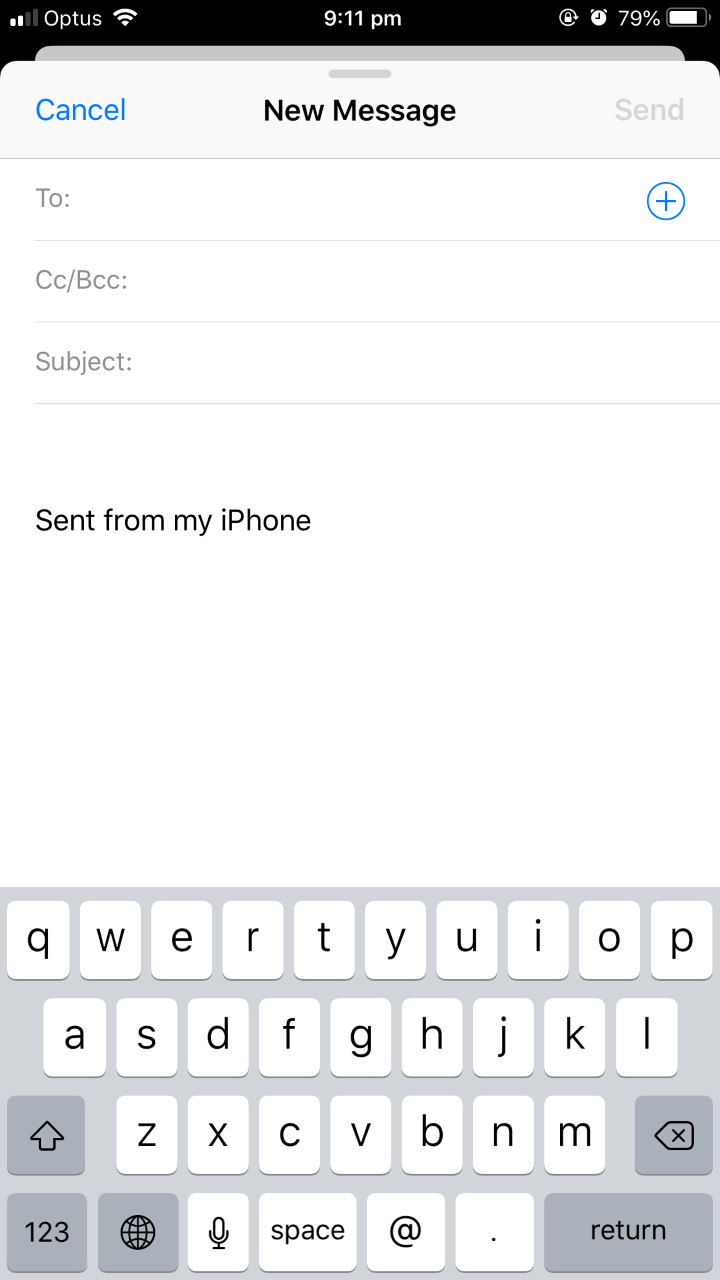 Optus 9:11 pm 79%
Cancel New Message Send
To:
Cc/Bcc:
Subject:
Sent from my iPhone
q w e r t y u i o p
a s d f g h j k l
z x c v b n m
123 space @ . return